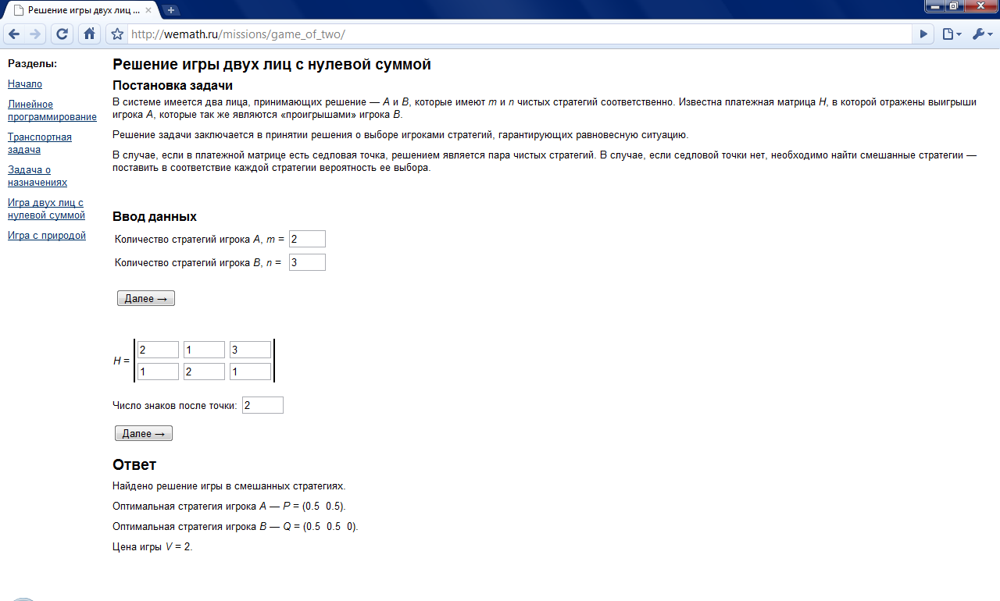 Решение игры двух лиц ...
http://wemath.ru/missions/game_of_two/
Разделы:
Начало
Линейное
программирование
Транспортная
задача
Задача о
назначениях
Игра двух лиц с
нулевой суммой
Игра с природой
Решение игры двух лиц с нулевой суммой
Постановка задачи
В системе имеется два лица, принимающих решение — A и B, которые имеют m и n чистых стратегий соответственно. Известна платежная матрица H, в которой отражены выигрыши
игрока A, которые так же являются «проигрышами» игрока B.
Решение задачи заключается в принятии решения о выборе игроками стратегий, гарантирующих равновесную ситуацию.
В случае, если в платежной матрице есть седловая точка, решением является пара чистых стратегий. В случае, если седловой точки нет, необходимо найти смешанные стратегии —
поставить в соответствие каждой стратегии вероятность ее выбора.
Ввод данных
Количество стратегий игрока A, m = 2
Количество стратегий игрока B, n = 3
Далее →
H =
2 1 3
1 2 1
Число знаков после точки: 2
Далее →
Ответ
Найдено решение игры в смешанных стратегиях.
Оптимальная стратегия игрока A — P = (0.5 0.5).
Оптимальная стратегия игрока B — Q = (0.5 0.5 0).
Цена игры V = 2.